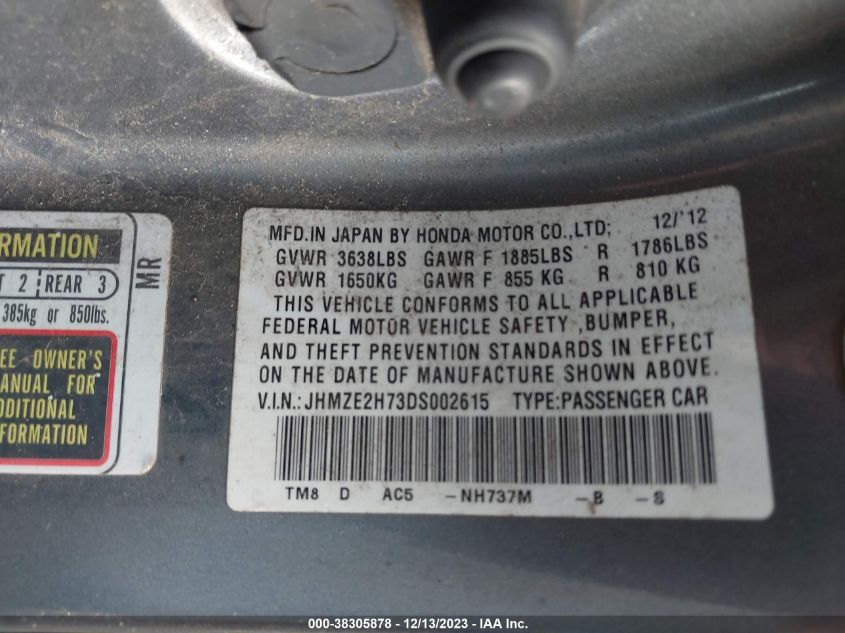 RMATION
T 2 REAR 3
385kg or 850lbs.
EE OWNER'S
MANUAL FOR
DDITIONAL
FORMATION
MR
MFD.IN JAPAN BY HONDA MOTOR CO.,LTD; 12/'12
GVWR 3638LBS GAWR F 1885LBS R 1786LBS
GVWR 1650KG GAWR F 855 KG R 810 KG
THIS VEHICLE CONFORMS TO ALL APPLICABLE
FEDERAL MOTOR VEHICLE SAFETY ,BUMPER,
AND THEFT PREVENTION STANDARDS IN EFFECT
ON THE DATE OF MANUFACTURE SHOWN ABOVE.
V.I.N.: JHMZE2H73DS002615 TYPE:PASSENGER CAR
TM8 D AC5 -NH737M -B -S
000-38305878 - 12/13/2023 - IAA Inc.